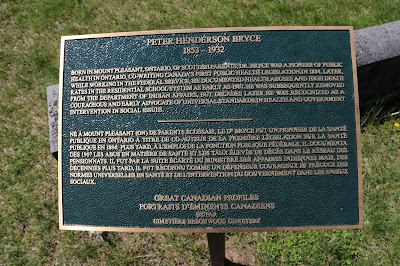 PETER HENDERSON BRYCE
1853 - 1932
BORN IN MOUNT PLEASANT, ONTARIO, OF SCOTTISH PARENTS, DR. BRYCE WAS A PIONEER OF PUBLIC
HEALTH IN ONTARIO, CO-WRITING CANADA'S FIRST PUBLIC HEALTH LEGISLATION IN 1884. LATER,
WHILE WORKING IN THE FEDERAL SERVICE, HE DOCUMENTED HEALTH ABUSES AND HIGH DEATH
RATES IN THE RESIDENTIAL SCHOOL SYSTEM AS EARLY AS 1907. HE WAS SUBSEQUENTLY REMOVED
FROM THE DEPARTMENT OF INDIAN AFFAIRS, BUT DECADES LATER HE WAS RECOGNIZED AS A
COURAGEOUS AND EARLY ADVOCATE OF UNIVERSAL STANDARDS IN HEALTH AND GOVERNMENT
INTERVENTION IN SOCIAL ISSUES.
NÉ À MOUNT PLEASANT (ON) DE PARENTS ÉCOSSAIS, LE DR BRYCE FUT UN PIONNIER DE LA SANTÉ
PUBLIQUE EN ONTARIO À TITRE DE CO-AUTEUR DE LA PREMIÈRE LÉGISLATION SUR LA SANTÉ
PUBLIQUE EN 1884. PLUS TARD, À L'EMPLOI DE LA FONCTION PUBLIQUE FÉDÉRALE, IL DOCUMENTA
DÈS 1907 LES ABUS EN MATIÈRE DE SANTÉ ET LES TAUX ÉLEVÉS DE DÉCÈS DANS LE RÉSEAU DES
PENSIONNATS. IL FUT PAR LA SUITE ÉCARTÉ DU MINISTÈRE DES AFFAIRES INDIENNES MAIS, DES
DÉCENNIES PLUS TARD, IL FUT RECONNU COMME UN DÉFENSEUR COURAGEUX ET PRÉCOCE DES
NORMES UNIVERSELLES EN SANTÉ ET DE L'INTERVENTION DU GOUVERNEMENT DANS LES ENJEUX
SOCIAUX.
GREAT CANADIAN PROFILES
PORTRAITS D'ÉMINENTS CANADIENS
CIMETIÈRE BEECHWOOD CEMETERY